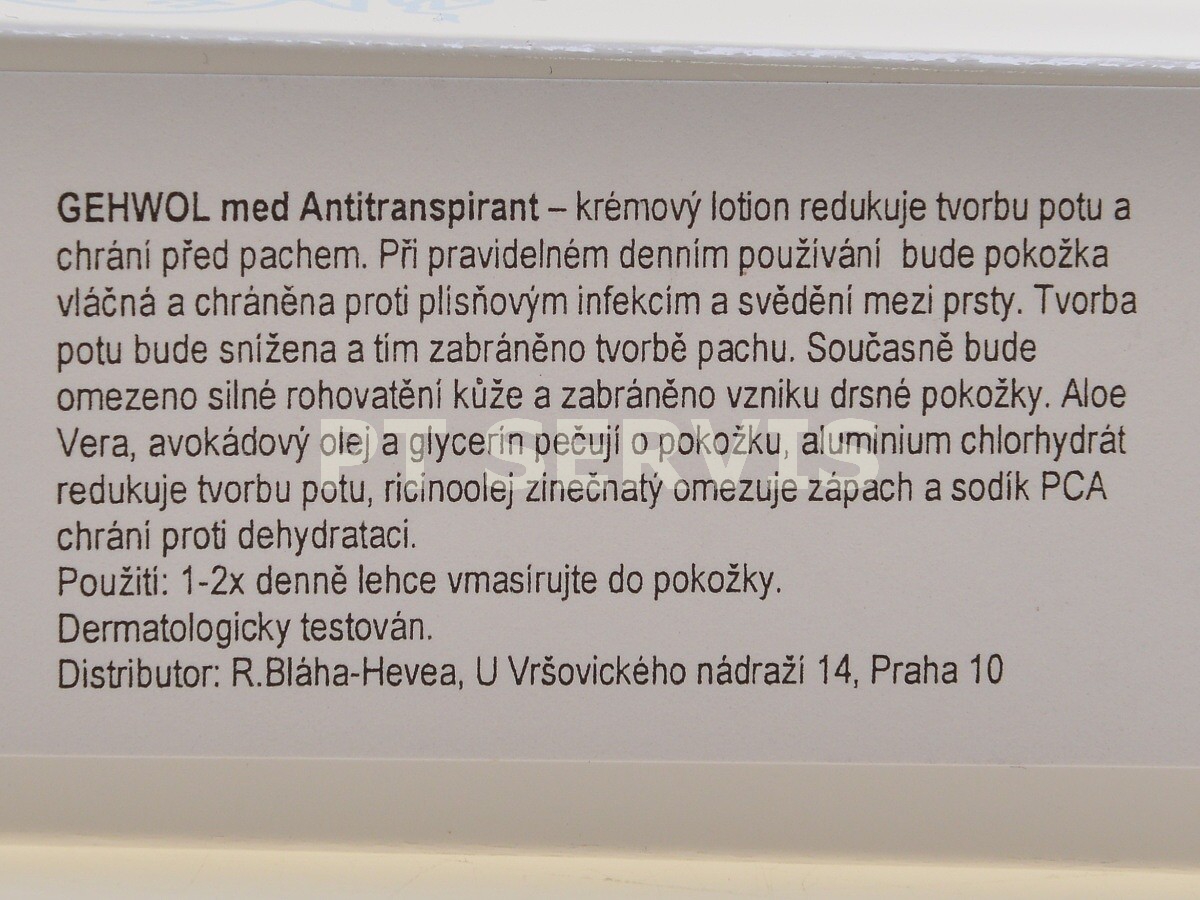 GEHWOL med Antitranspirant – krémový lotion redukuje tvorbu potu a
chrání před pachem. Při pravidelném denním používání bude pokožka
vláčná a chráněna proti plísňovým infekcím a svědění mezi prsty. Tvorba
potu bude snížena a tím zabráněno tvorbě pachu. Současně bude
omezeno silné rohovatění kůže a zabráněno vzniku drsné pokožky. Aloe
Vera, avokádový olej a glycerín pečují o pokožku, aluminium chlorhydrát
PT SERVIS
redukuje tvorbu potu, ricinoolej zinečnatý omezuje zápach a sodík PCA
chrání proti dehydrataci.
Použití: 1-2x denně lehce vmasírujte do pokožky.
Dermatologicky testován.
Distributor: R.Bláha-Hevea, U Vršovického nádraží 14, Praha 10